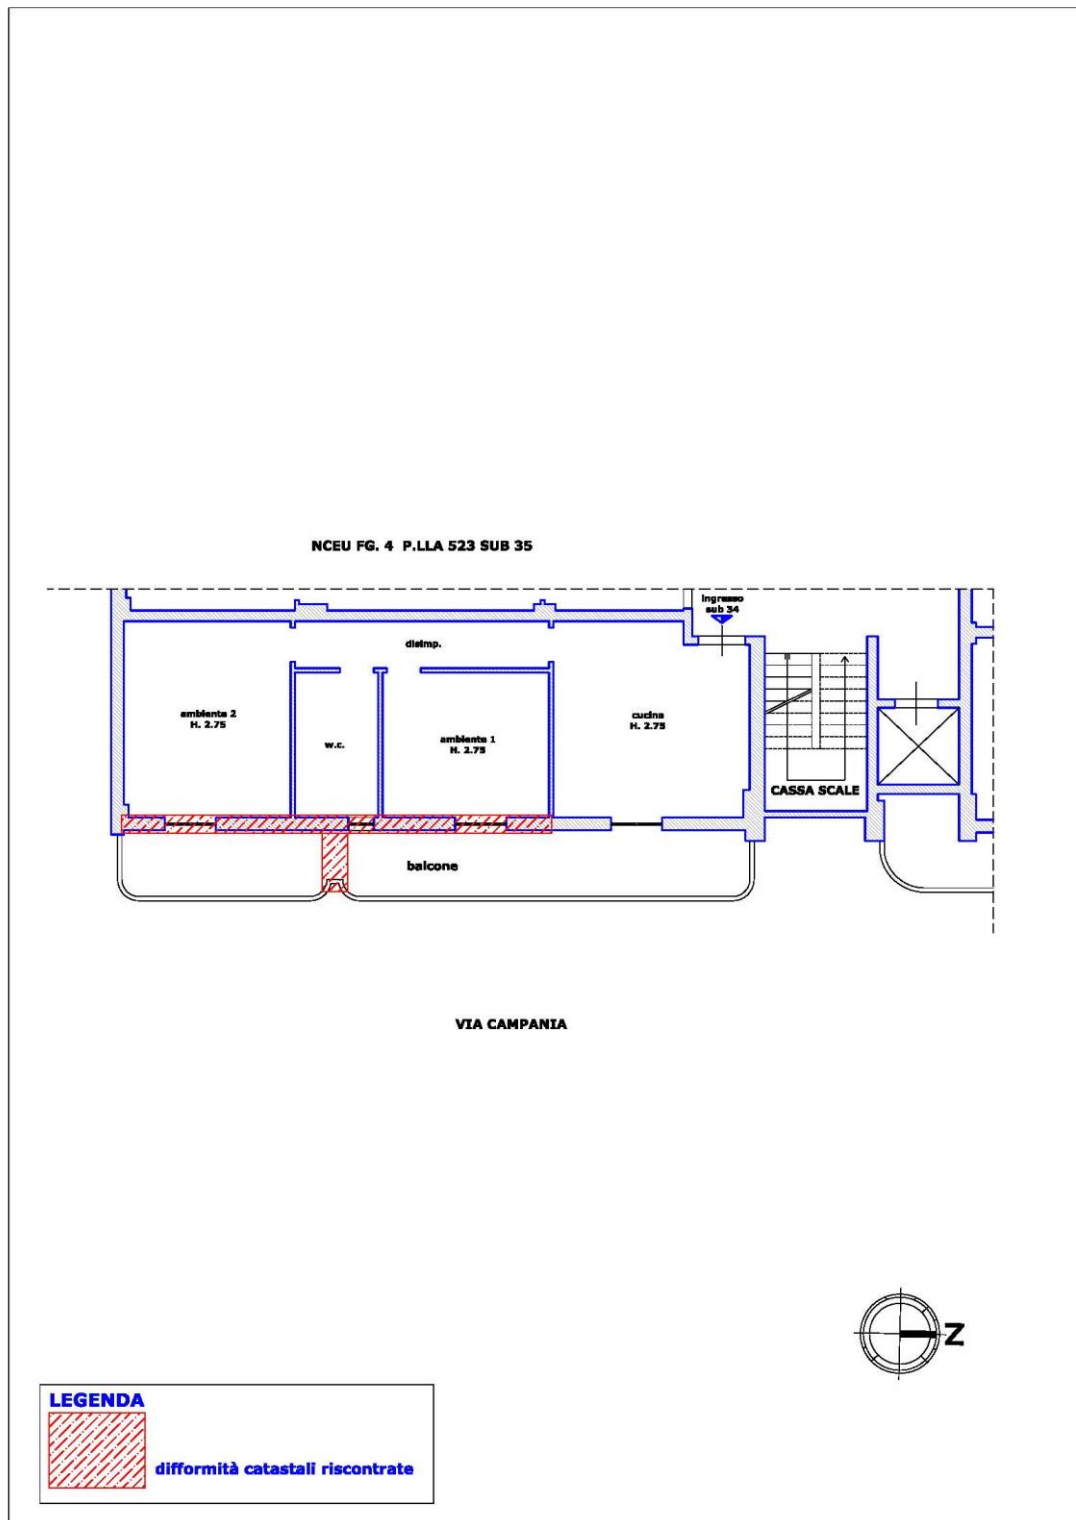 NCEU FG. 4 P.LLA 523 SUB 35
ingresso
sub 34
disimp.
ambiente 2
H. 2.75
w.c.
ambiente 1
H. 2.75
cucina
H. 2.75
CASSA SCALE
balcone
VIA CAMPANIA
N
LEGENDA
difformità catastali riscontrate